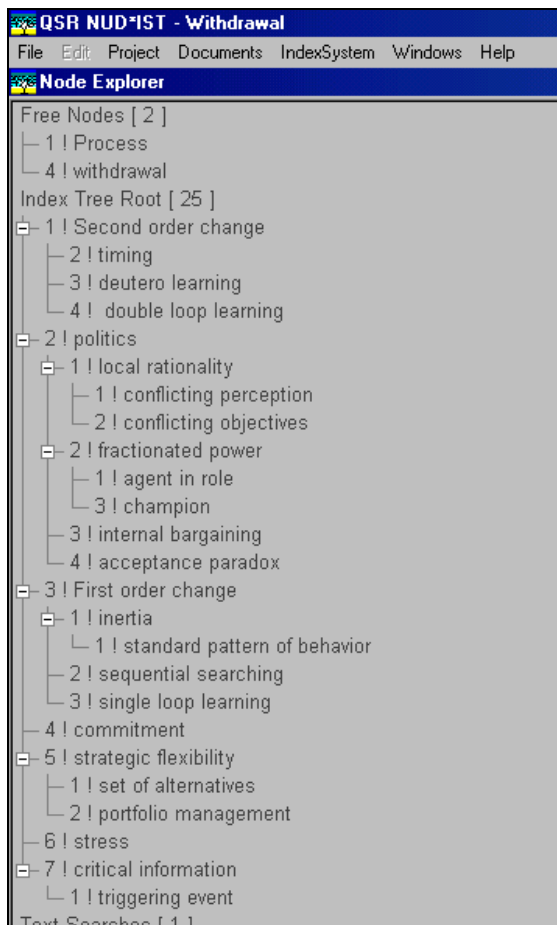 QSR NUD*IST - Withdrawal
File Edit Project Documents IndexSystem Windows Help
Node Explorer
Free Nodes [ 2 ]
1 ! Process
4 ! withdrawal
Index Tree Root [ 25 ]
1 ! Second order change
2 ! timing
3 ! deutero learning
4 ! double loop learning
2 ! politics
1 ! local rationality
1 ! conflicting perception
2 ! conflicting objectives
2 ! fractionated power
1 ! agent in role
3 ! champion
3 ! internal bargaining
4 ! acceptance paradox
3 ! First order change
1 ! inertia
1 ! standard pattern of behavior
2 ! sequential searching
3 ! single loop learning
4 ! commitment
5 ! strategic flexibility
1 ! set of alternatives
2 ! portfolio management
6 ! stress
7 ! critical information
1 ! triggering event
Text Searches [ 1 ]